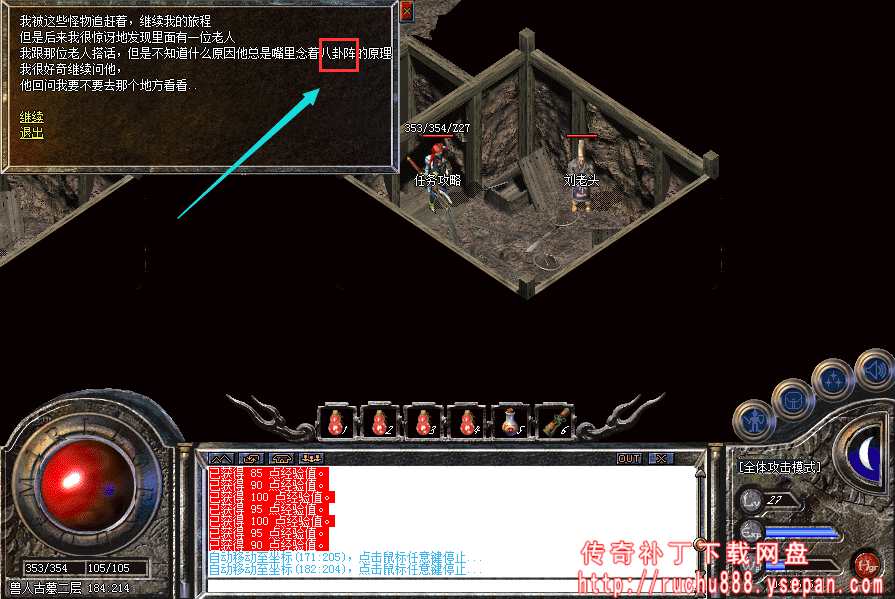 我被这些怪物追赶着，继续我的旅程
但是后来我很惊讶地发现里面有一位老人
我跟那位老人搭话，但是不知道什么原因他总是嘴里念着八卦阵的原理
我很好奇继续问他，
他回问我要不要去那个地方看看..
继续
退出
353/354/Z27
任务攻略
刘老头
1 2 3 4 5 6
OUT
[全体攻击模式]
已获得 85 点经验值。
已获得 90 点经验值。
已获得 100 点经验值。
已获得 95 点经验值。
已获得 100 点经验值。
已获得 95 点经验值。
已获得 90 点经验值。
自动移动至坐标(171:205)，点击鼠标任意键停止...
自动移动至坐标(182:204)，点击鼠标任意键停止...
Lv 27
Exp
353/354 105/105
兽人古墓二层 184:214
传奇补丁下载网盘
http://ruchu888.ysepan.com